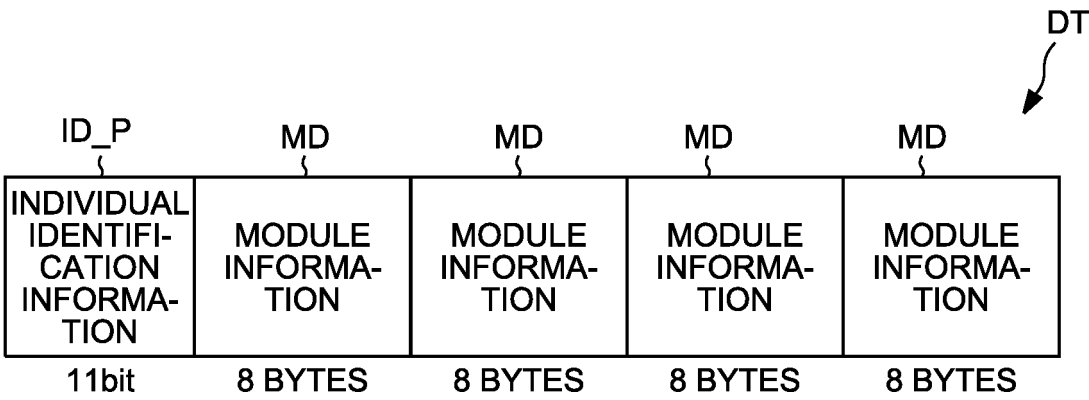 DT
ID_P MD MD MD MD
INDIVIDUAL
IDENTIFI-
CATION
INFORMA-
TION
MODULE
INFORMA-
TION
MODULE
INFORMA-
TION
MODULE
INFORMA-
TION
MODULE
INFORMA-
TION
11bit 8 BYTES 8 BYTES 8 BYTES 8 BYTES